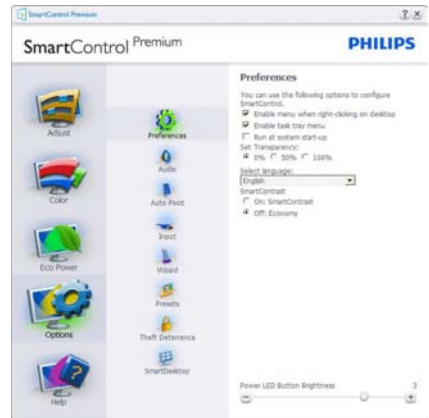 SmartControl Premium
? x
SmartControl Premium
PHILIPS
Adjust
Color
Eco Power
Options
Help
Preferences
Audio
Auto Pivot
Input
Wizard
Presets
Theft Deterrence
SmartDesktop
Preferences
You can use the following options to configure
SmartControl.
Enable menu when right-clicking on desktop
Enable task tray menu
Run at system start-up
Set Transparency:
0% 50% 100%
Select language:
English
SmartContrast
On: SmartContrast
Off: Economy
Power LED Button Brightness 3